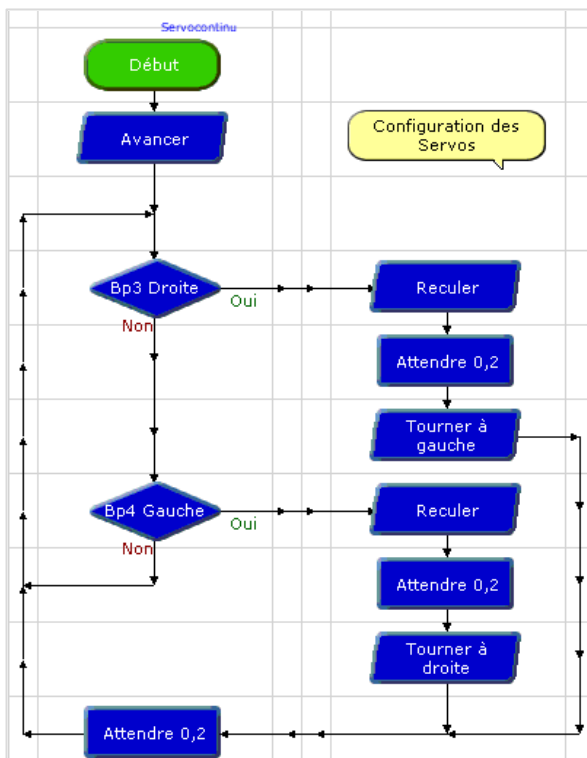 Servocontinu
Début
Avancer
Configuration des
Servos
Bp3 Droite
Oui
Non
Reculer
Attendre 0,2
Tourner à
gauche
Bp4 Gauche
Oui
Non
Reculer
Attendre 0,2
Tourner à
droite
Attendre 0,2